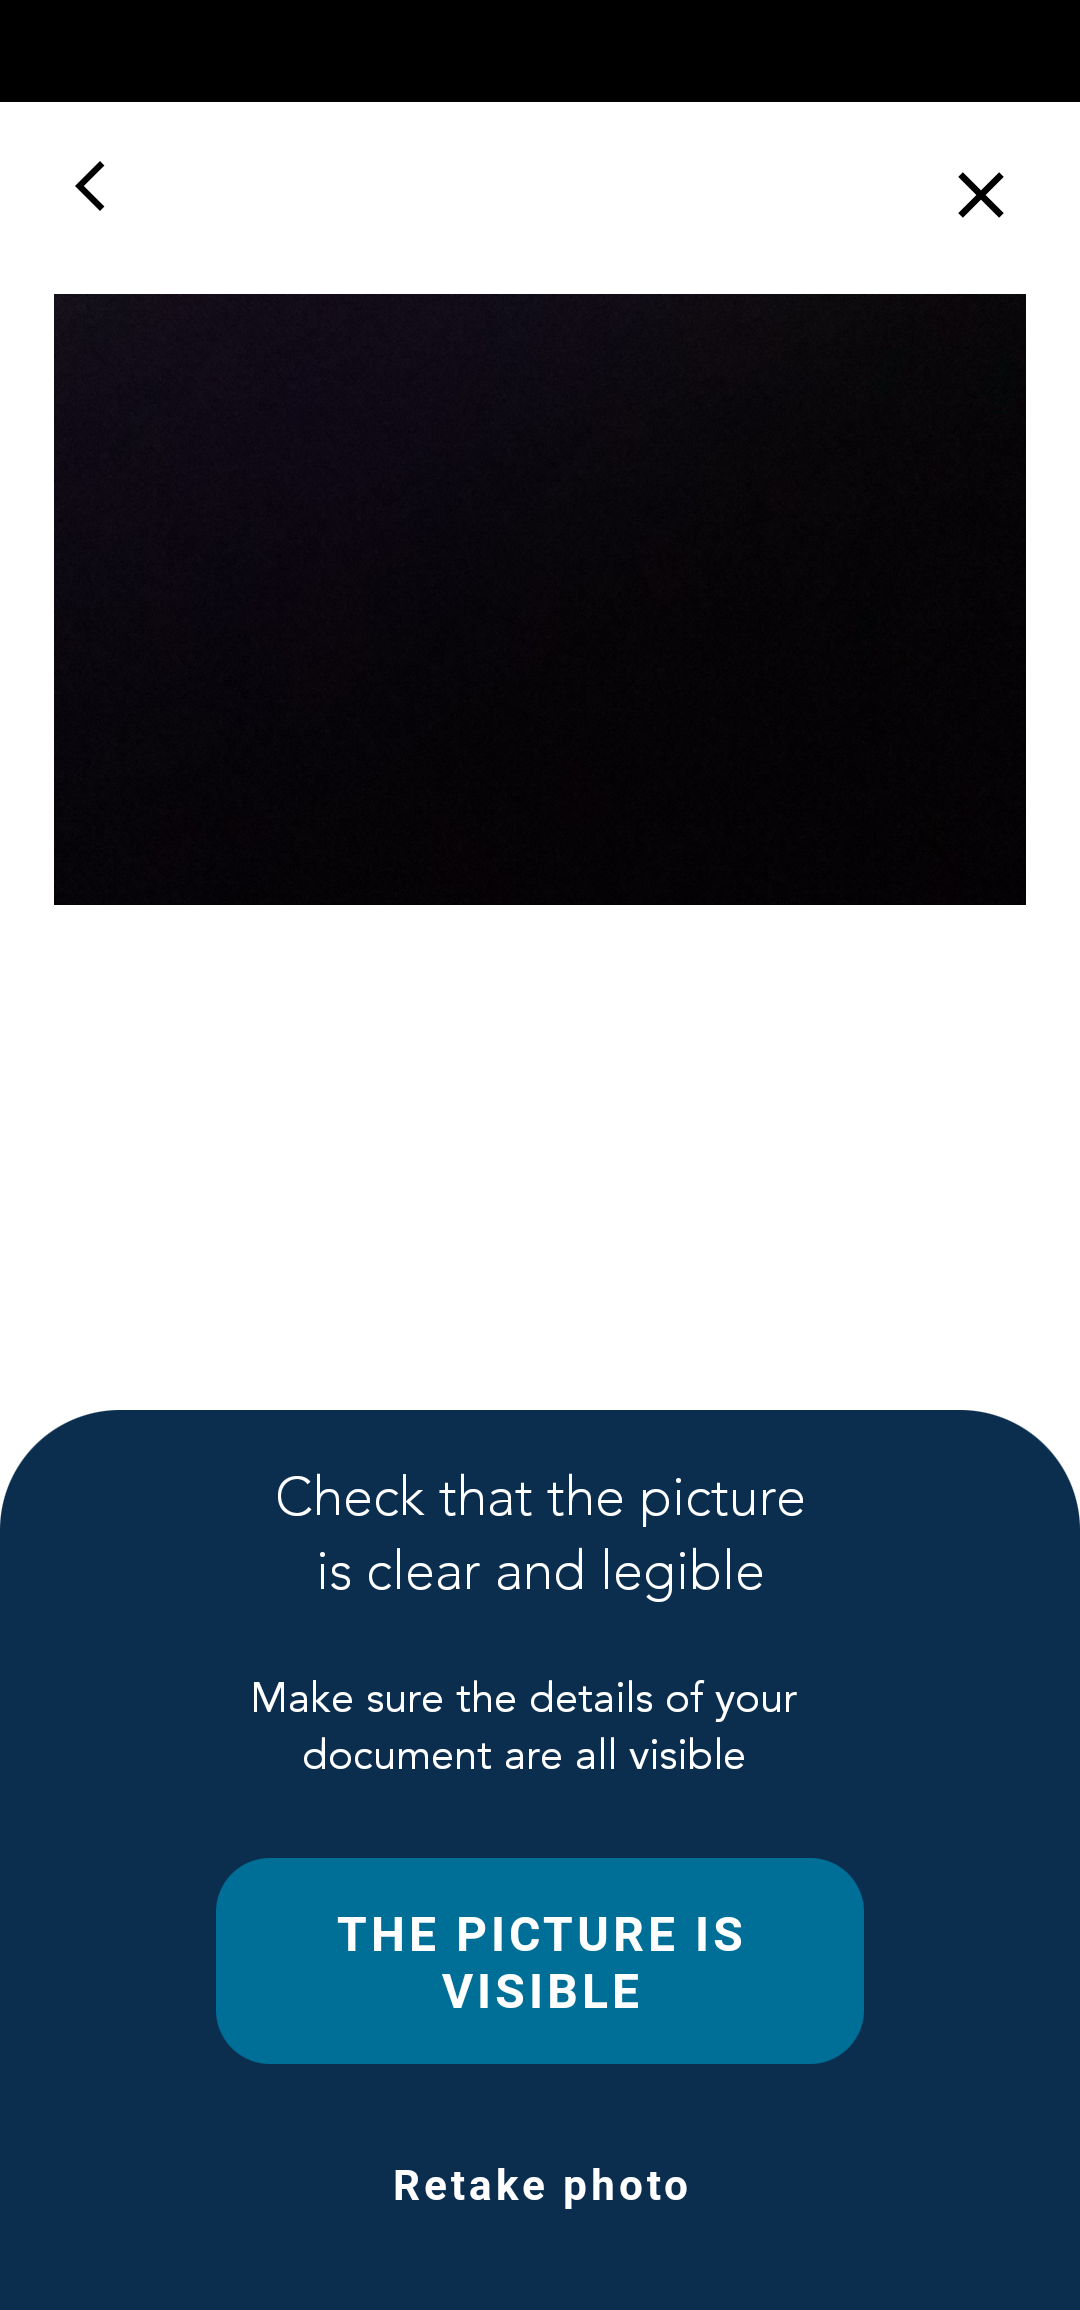 Check that the picture
is clear and legible
Make sure the details of your
document are all visible
THE PICTURE IS
VISIBLE
Retake photo